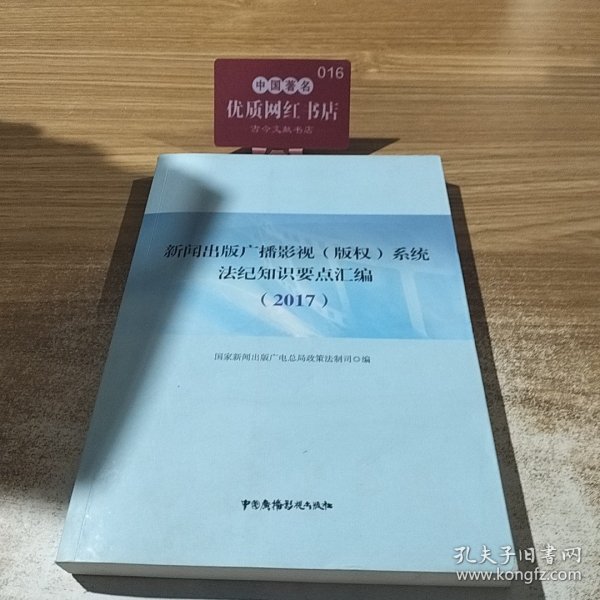 016
中国著名
优质网红书店
古今文献书店
新闻出版广播影视（版权）系统
法纪知识要点汇编
（2017）
国家新闻出版广电总局政策法制司◎编
中国廣播影視出版社
孔夫子旧书网
www.kongfz.com